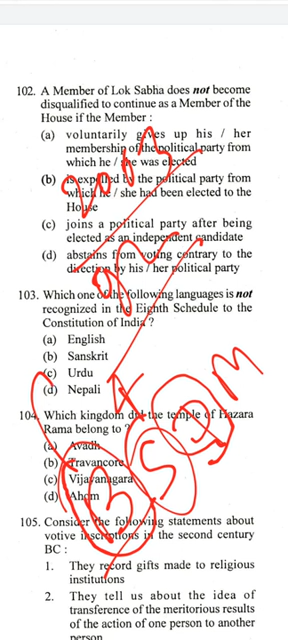 102. A Member of Lok Sabha does not become
disqualified to continue as a Member of the
House if the Member :
(a) voluntarily gives up his / her
membership of the political party from
which he / she was elected
(b) is expelled by the political party from
which he / she had been elected to the
House
(c) joins a political party after being
elected as an independent candidate
(d) abstains from voting contrary to the
direction by his / her political party
103. Which one of the following languages is not
recognized in the Eighth Schedule to the
Constitution of India ?
(a) English
(b) Sanskrit
(c) Urdu
(d) Nepali
104. Which kingdom did the temple of Hazara
Rama belong to ?
(a) Avadh
(b) Travancore
(c) Vijayanagara
(d) Ahom
105. Consider the following statements about
votive inscriptions in the second century
BC :
1. They record gifts made to religious
institutions
2. They tell us about the idea of
transference of the meritorious results
of the action of one person to another
person